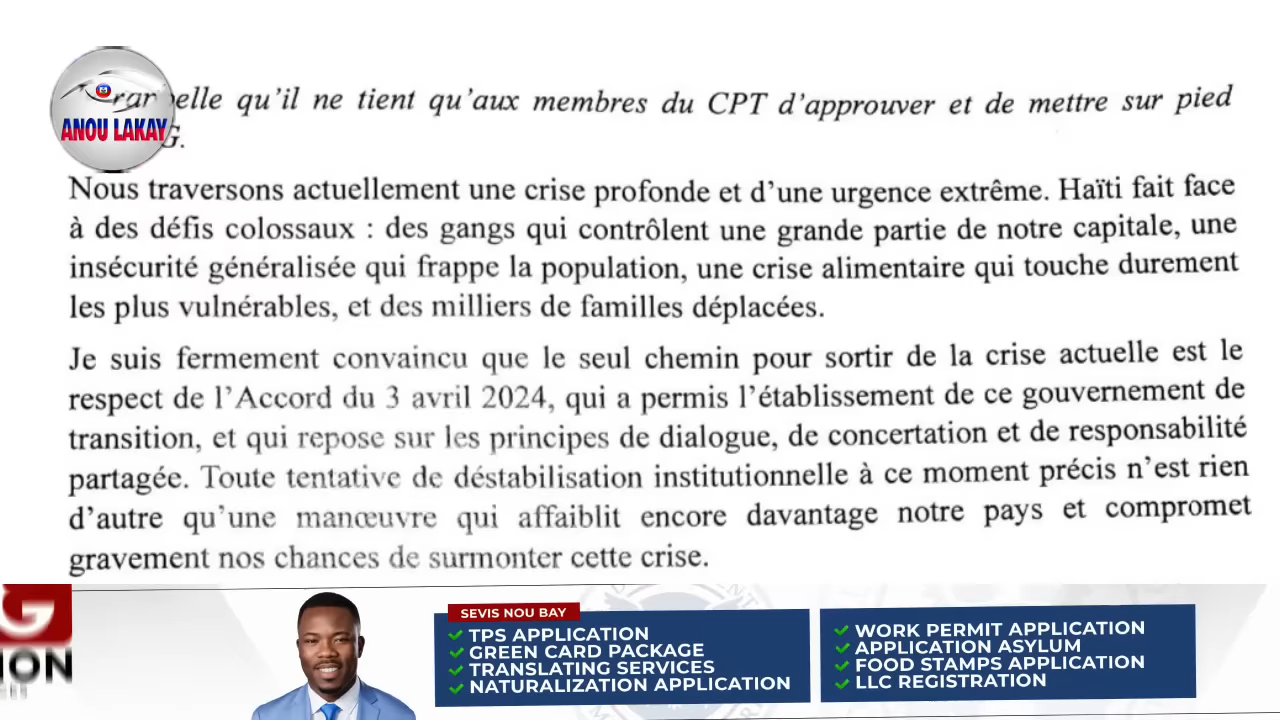 elle qu'il ne tient qu'aux membres du CPT d'approuver et de mettre sur pied
G.
ANOU LAKAY
Nous traversons actuellement une crise profonde et d'une urgence extrême. Haïti fait face
à des défis colossaux : des gangs qui contrôlent une grande partie de notre capitale, une
insécurité généralisée qui frappe la population, une crise alimentaire qui touche durement
les plus vulnérables, et des milliers de familles déplacées.
Je suis fermement convaincu que le seul chemin pour sortir de la crise actuelle est le
respect de l'Accord du 3 avril 2024, qui a permis l'établissement de ce gouvernement de
transition, et qui repose sur les principes de dialogue, de concertation et de responsabilité
partagée. Toute tentative de déstabilisation institutionnelle à ce moment précis n'est rien
d'autre qu'une manœuvre qui affaiblit encore davantage notre pays et compromet
gravement nos chances de surmonter cette crise.
G
ION
SEVIS NOU BAY
TPS APPLICATION
GREEN CARD PACKAGE
TRANSLATING SERVICES
NATURALIZATION APPLICATION
WORK PERMIT APPLICATION
APPLICATION ASYLUM
FOOD STAMPS APPLICATION
LLC REGISTRATION